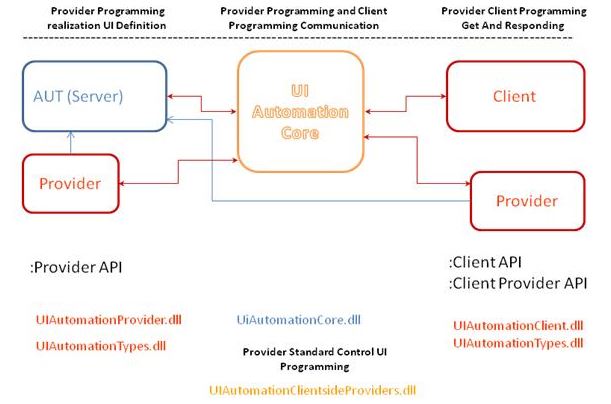 Provider Programming
realization UI Definition
Provider Programming and Client
Programming Communication
Provider Client Programming
Get And Responding
AUT (Server)
UI
Automation
Core
Client
Provider
Provider
:Provider API
:Client API
:Client Provider API
UIAutomationProvider.dll
UIAutomationTypes.dll
UiAutomationCore.dll
Provider Standard Control UI
Programming
UIAutomationClientsideProviders.dll
UIAutomationClient.dll
UIAutomationTypes.dll